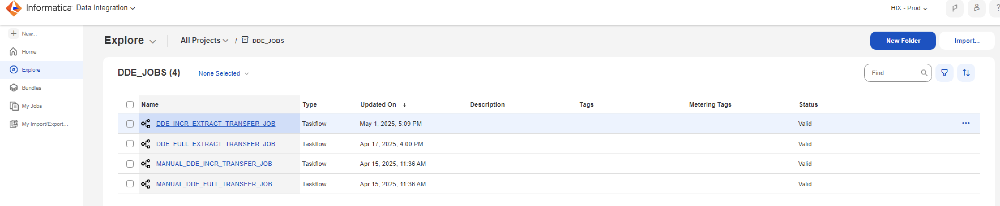 Informatica Data Integration HIX - Prod ?
New...
Home
Explore
Bundles
My Jobs
My Import/Export...
Explore All Projects / DDE_JOBS New Folder Import...
DDE_JOBS (4) None Selected Find
Name Type Updated On ↓ Description Tags Metering Tags Status
DDE_INCR_EXTRACT_TRANSFER_JOB Taskflow May 1, 2025, 5:09 PM Valid ...
DDE_FULL_EXTRACT_TRANSFER_JOB Taskflow Apr 17, 2025, 4:00 PM Valid
MANUAL_DDE_INCR_TRANSFER_JOB Taskflow Apr 15, 2025, 11:36 AM Valid
MANUAL_DDE_FULL_TRANSFER_JOB Taskflow Apr 15, 2025, 11:36 AM Valid